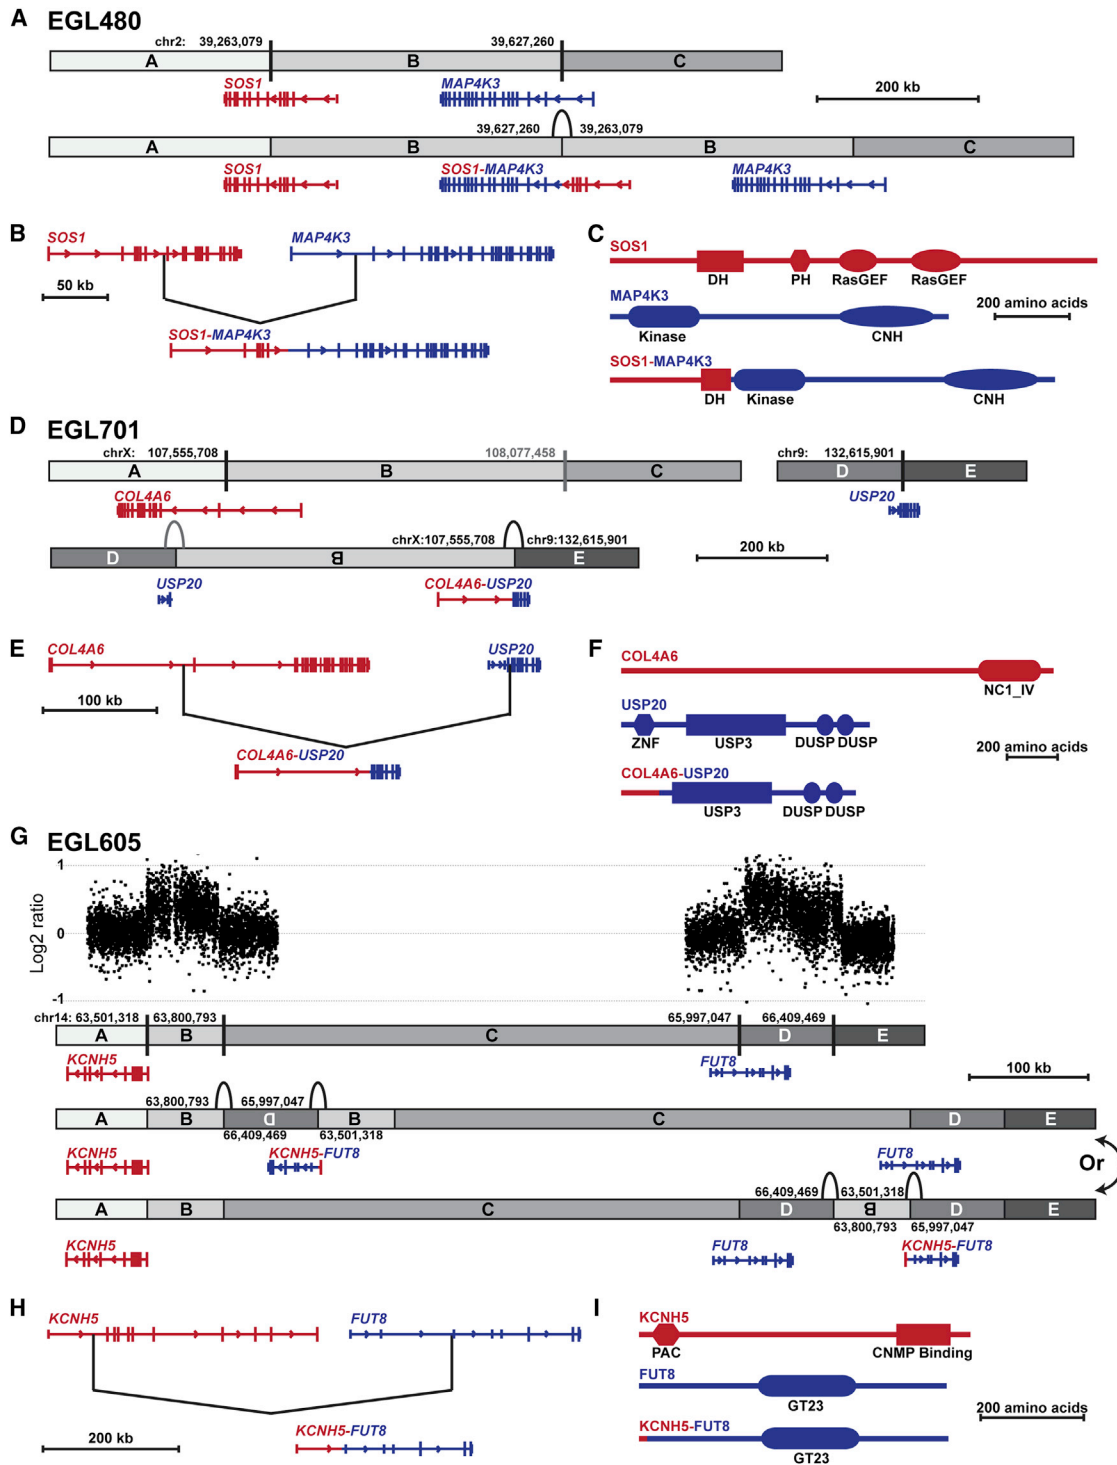 A EGL480
chr2: 39,263,079 39,627,260
A B C
SOS1 MAP4K3
200 kb
39,627,260 39,263,079
A B B C
SOS1 SOS1-MAP4K3 MAP4K3
B
SOS1 MAP4K3
50 kb
SOS1-MAP4K3
C
SOS1
DH PH RasGEF RasGEF
MAP4K3
200 amino acids
Kinase CNH
SOS1-MAP4K3
DH Kinase CNH
D EGL701
chrX: 107,555,708 108,077,458 chr9: 132,615,901
A B C D E
COL4A6 USP20
chrX:107,555,708 chr9:132,615,901
D B E
200 kb
USP20 COL4A6-USP20
E
COL4A6 USP20
100 kb
COL4A6-USP20
F
COL4A6
NC1_IV
USP20
ZNF USP3 DUSP DUSP
200 amino acids
COL4A6-USP20
USP3 DUSP DUSP
G EGL605
Log2 ratio
1
0
-1
chr14: 63,501,318 63,800,793 65,997,047 66,409,469
A B C D E
KCNH5 FUT8
100 kb
63,800,793 65,997,047
A B D B C D E
66,409,469 63,501,318
KCNH5 KCNH5-FUT8 FUT8
Or
66,409,469 63,501,318
A B C D B D E
63,800,793 65,997,047
KCNH5 FUT8 KCNH5-FUT8
H
KCNH5 FUT8
200 kb
KCNH5-FUT8
I
KCNH5
PAC CNMP Binding
FUT8
GT23
200 amino acids
KCNH5-FUT8
GT23